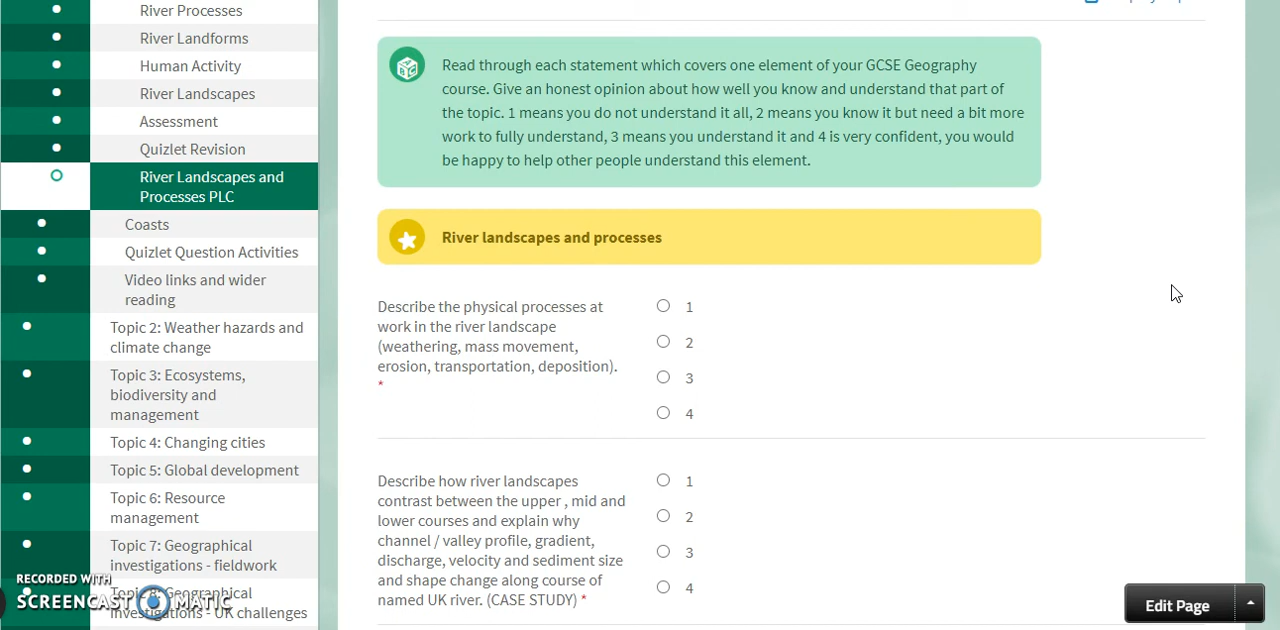 River Processes
River Landforms
Human Activity
River Landscapes
Assessment
Quizlet Revision
River Landscapes and
Processes PLC
Coasts
Quizlet Question Activities
Video links and wider
reading
Topic 2: Weather hazards and
climate change
Topic 3: Ecosystems,
biodiversity and
management
Topic 4: Changing cities
Topic 5: Global development
Topic 6: Resource
management
Topic 7: Geographical
investigations - fieldwork
Topic 8: Geographical
investigations - UK challenges
RECORDED WITH
SCREENCAST MATIC
Read through each statement which covers one element of your GCSE Geography
course. Give an honest opinion about how well you know and understand that part of
the topic. 1 means you do not understand it all, 2 means you know it but need a bit more
work to fully understand, 3 means you understand it and 4 is very confident, you would
be happy to help other people understand this element.
River landscapes and processes
Describe the physical processes at
work in the river landscape
(weathering, mass movement,
erosion, transportation, deposition).
*
1
2
3
4
Describe how river landscapes
contrast between the upper , mid and
lower courses and explain why
channel / valley profile, gradient,
discharge, velocity and sediment size
and shape change along course of
named UK river. (CASE STUDY) *
1
2
3
4
Edit Page